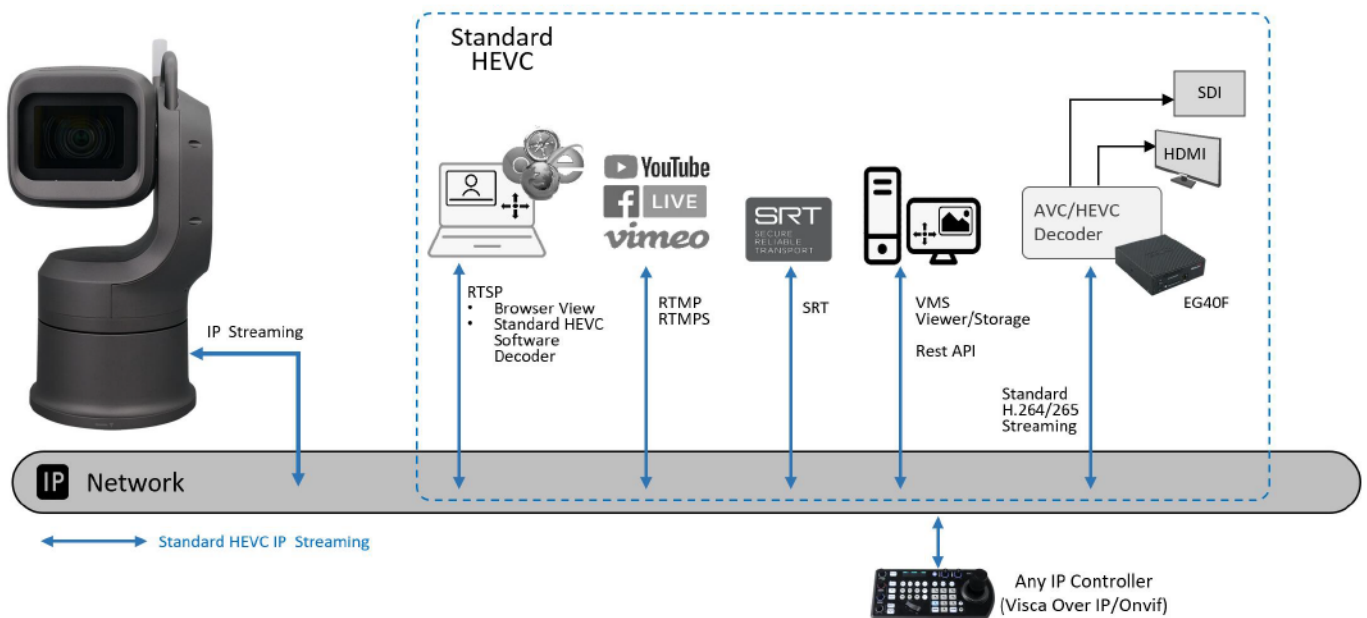 Standard
HEVC
SDI
HDMI
YouTube
LIVE
vimeo
SRT
SECURE
RELIABLE
TRANSPORT
AVC/HEVC
Decoder
EG40F
IP Streaming
RTSP
• Browser View
• Standard HEVC
Software
Decoder
RTMP
RTMPS
SRT
VMS
Viewer/Storage
Rest API
Standard
H.264/265
Streaming
IP Network
Standard HEVC IP Streaming
Any IP Controller
(Visca Over IP/Onvif)